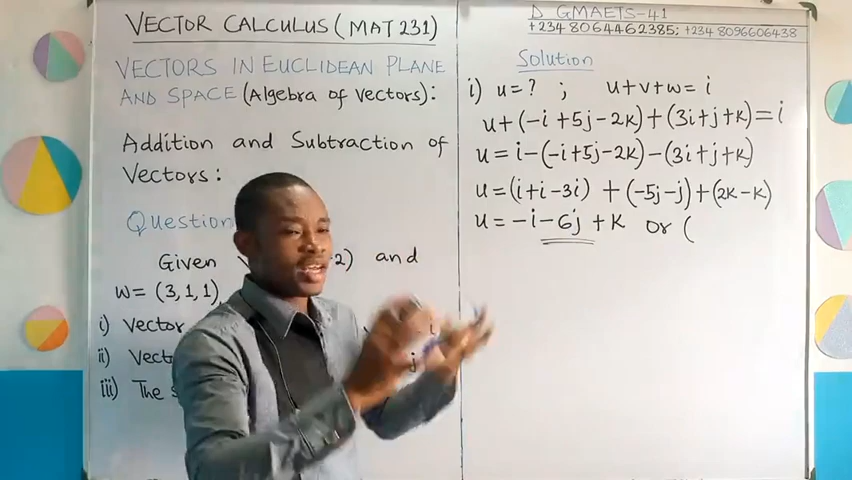 VECTOR CALCULUS (MAT 231)
VECTORS IN EUCLIDEAN PLANE
AND SPACE (Algebra of Vectors):
Addition and Subtraction of
Vectors:
Question
Given 2) and
w = (3, 1, 1)
i) Vector
ii) Vect j
iii) The
D GMAETS-41
+234 8064462385; +234 8096606438
Solution
i) u = ? ; u+v+w = i
u + (-i + 5j - 2k) + (3i + j + k) = i
u = i - (-i + 5j - 2k) - (3i + j + k)
u = (i + i - 3i) + (-5j - j) + (2k - k)
u = -i - 6j + k or (